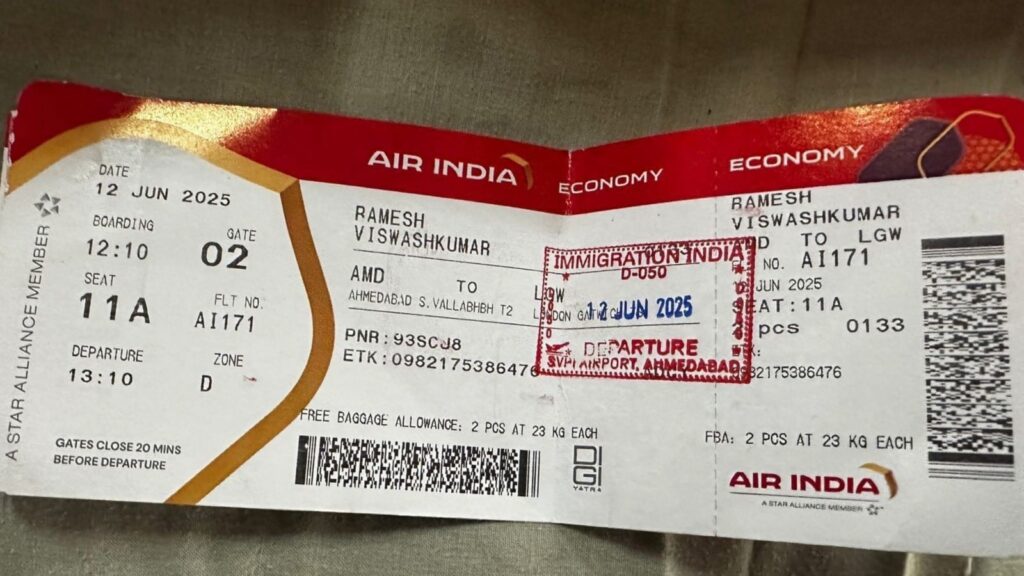 AIR INDIA
ECONOMY
ECONOMY
A STAR ALLIANCE MEMBER
DATE
12 JUN 2025
BOARDING
12:10
GATE
02
SEAT
11A
FLT NO.
AI171
DEPARTURE
13:10
ZONE
D
GATES CLOSE 20 MINS
BEFORE DEPARTURE
RAMESH
VISWASHKUMAR
AMD TO LGW
AHMEDABAD S.VALLABHBH T2
PNR:93SCJ8
ETK:0982175386476
FREE BAGGAGE ALLOWANCE: 2 PCS AT 23 KG EACH
DIGI
YATRA
IMMIGRATION INDIA
D-050
12 JUN 2025
DEPARTURE
SVPI AIRPORT, AHMEDABAD
RAMESH
VISWASHKUMAR
TO LGW
NO. AI171
JUN 2025
11A
pcs 0133
82175386476
FBA: 2 PCS AT 23 KG EACH
AIR INDIA
A STAR ALLIANCE MEMBER